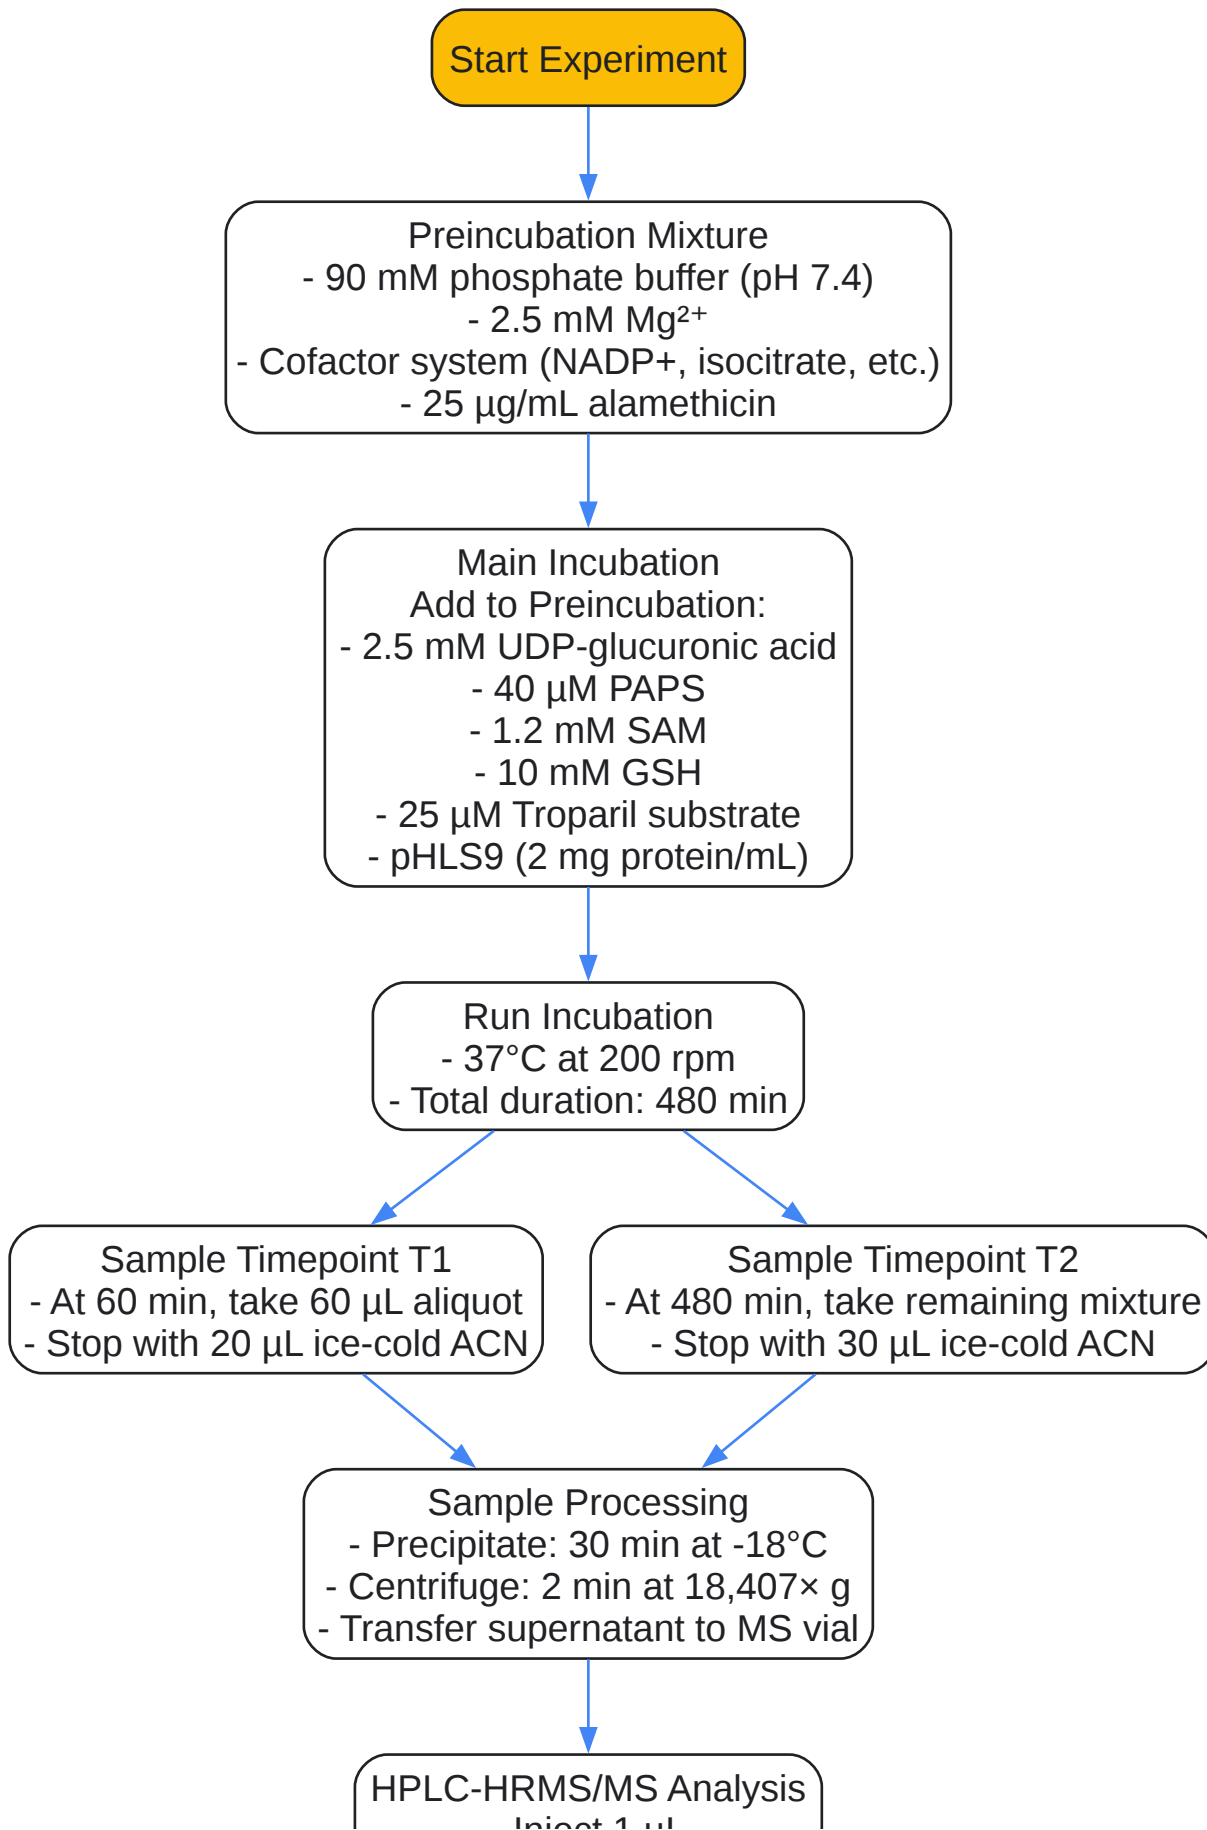 Start Experiment
Preincubation Mixture
- 90 mM phosphate buffer (pH 7.4)
- 2.5 mM Mg²⁺
- Cofactor system (NADP+, isocitrate, etc.)
- 25 µg/mL alamethicin
Main Incubation
Add to Preincubation:
- 2.5 mM UDP-glucuronic acid
- 40 µM PAPS
- 1.2 mM SAM
- 10 mM GSH
- 25 µM Troparil substrate
- pHLS9 (2 mg protein/mL)
Run Incubation
- 37°C at 200 rpm
- Total duration: 480 min
Sample Timepoint T1
- At 60 min, take 60 µL aliquot
- Stop with 20 µL ice-cold ACN
Sample Timepoint T2
- At 480 min, take remaining mixture
- Stop with 30 µL ice-cold ACN
Sample Processing
- Precipitate: 30 min at -18°C
- Centrifuge: 2 min at 18,407× g
- Transfer supernatant to MS vial
HPLC-HRMS/MS Analysis
Inject 1 µL